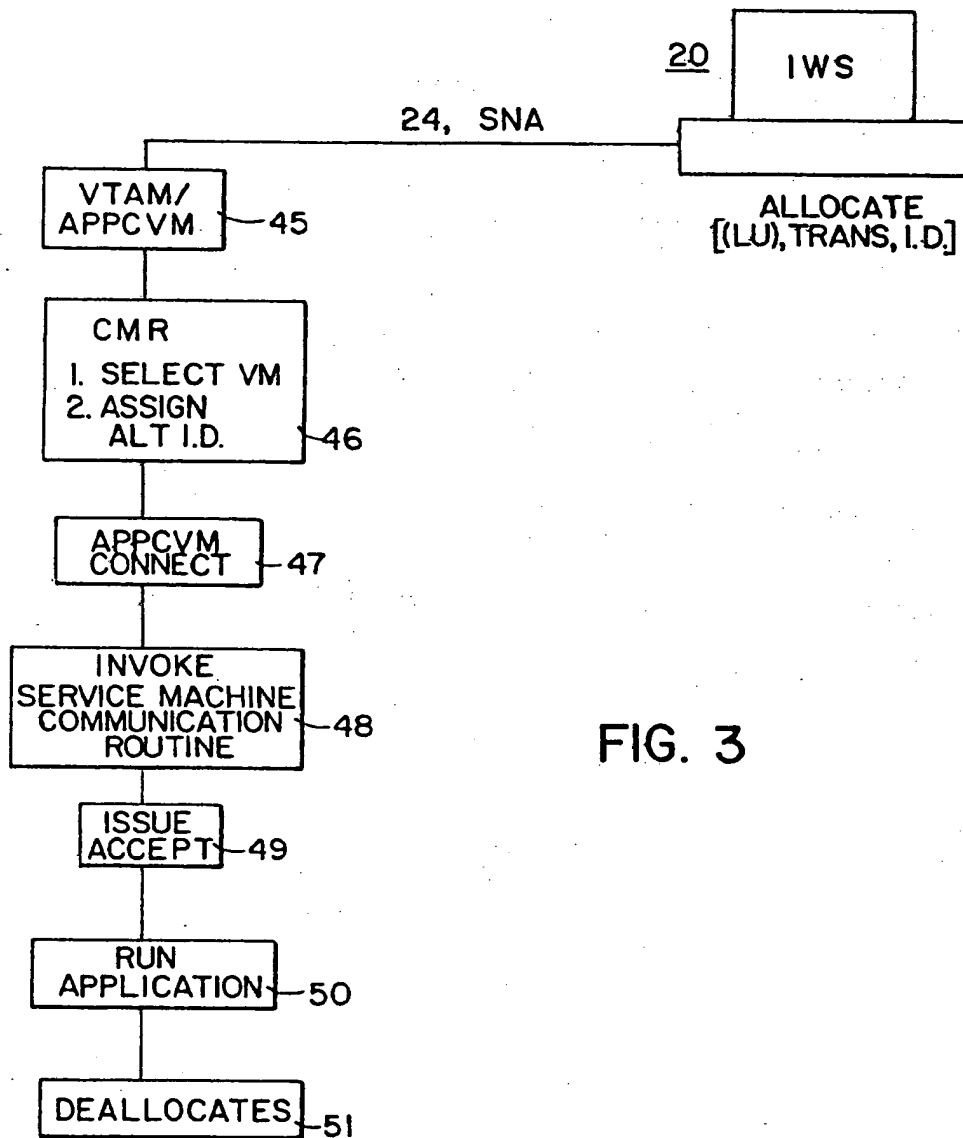 20
IWS
24, SNA
ALLOCATE
[(LU), TRANS, I.D.]
VTAM/
APPCVM
45
CMR
1. SELECT VM
2. ASSIGN
ALT I.D.
46
APPCVM
CONNECT
47
INVOKE
SERVICE MACHINE
COMMUNICATION
ROUTINE
48
FIG. 3
ISSUE
ACCEPT
49
RUN
APPLICATION
50
DEALLOCATES
51